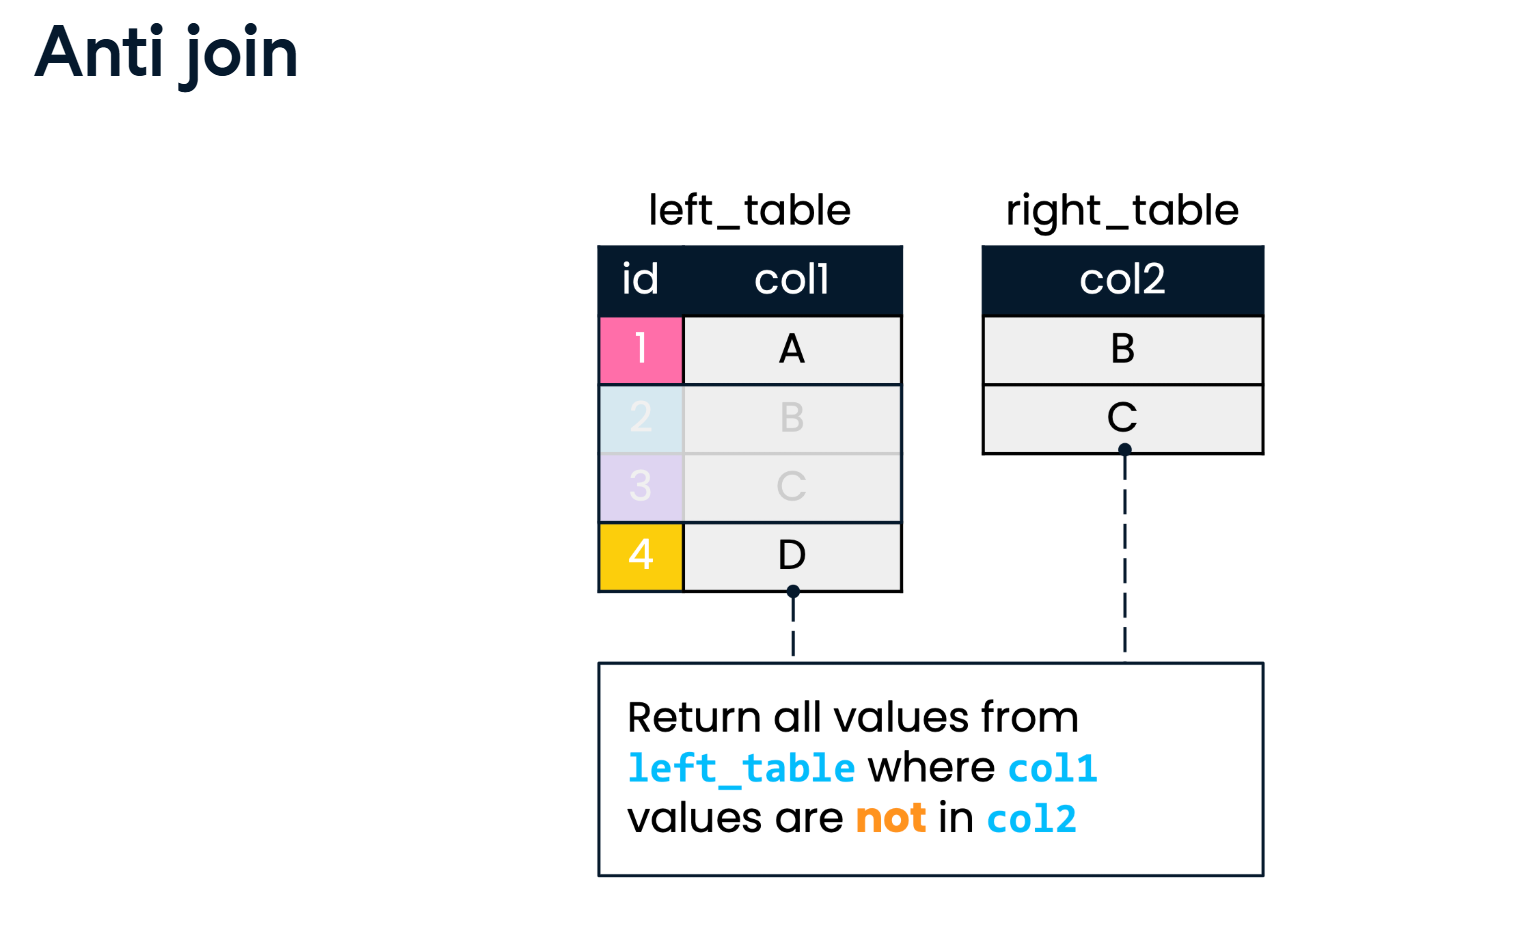 Anti join
left_table
id col1
1 A
2 B
3 C
4 D
right_table
col2
B
C
Return all values from
left_table where col1
values are not in col2